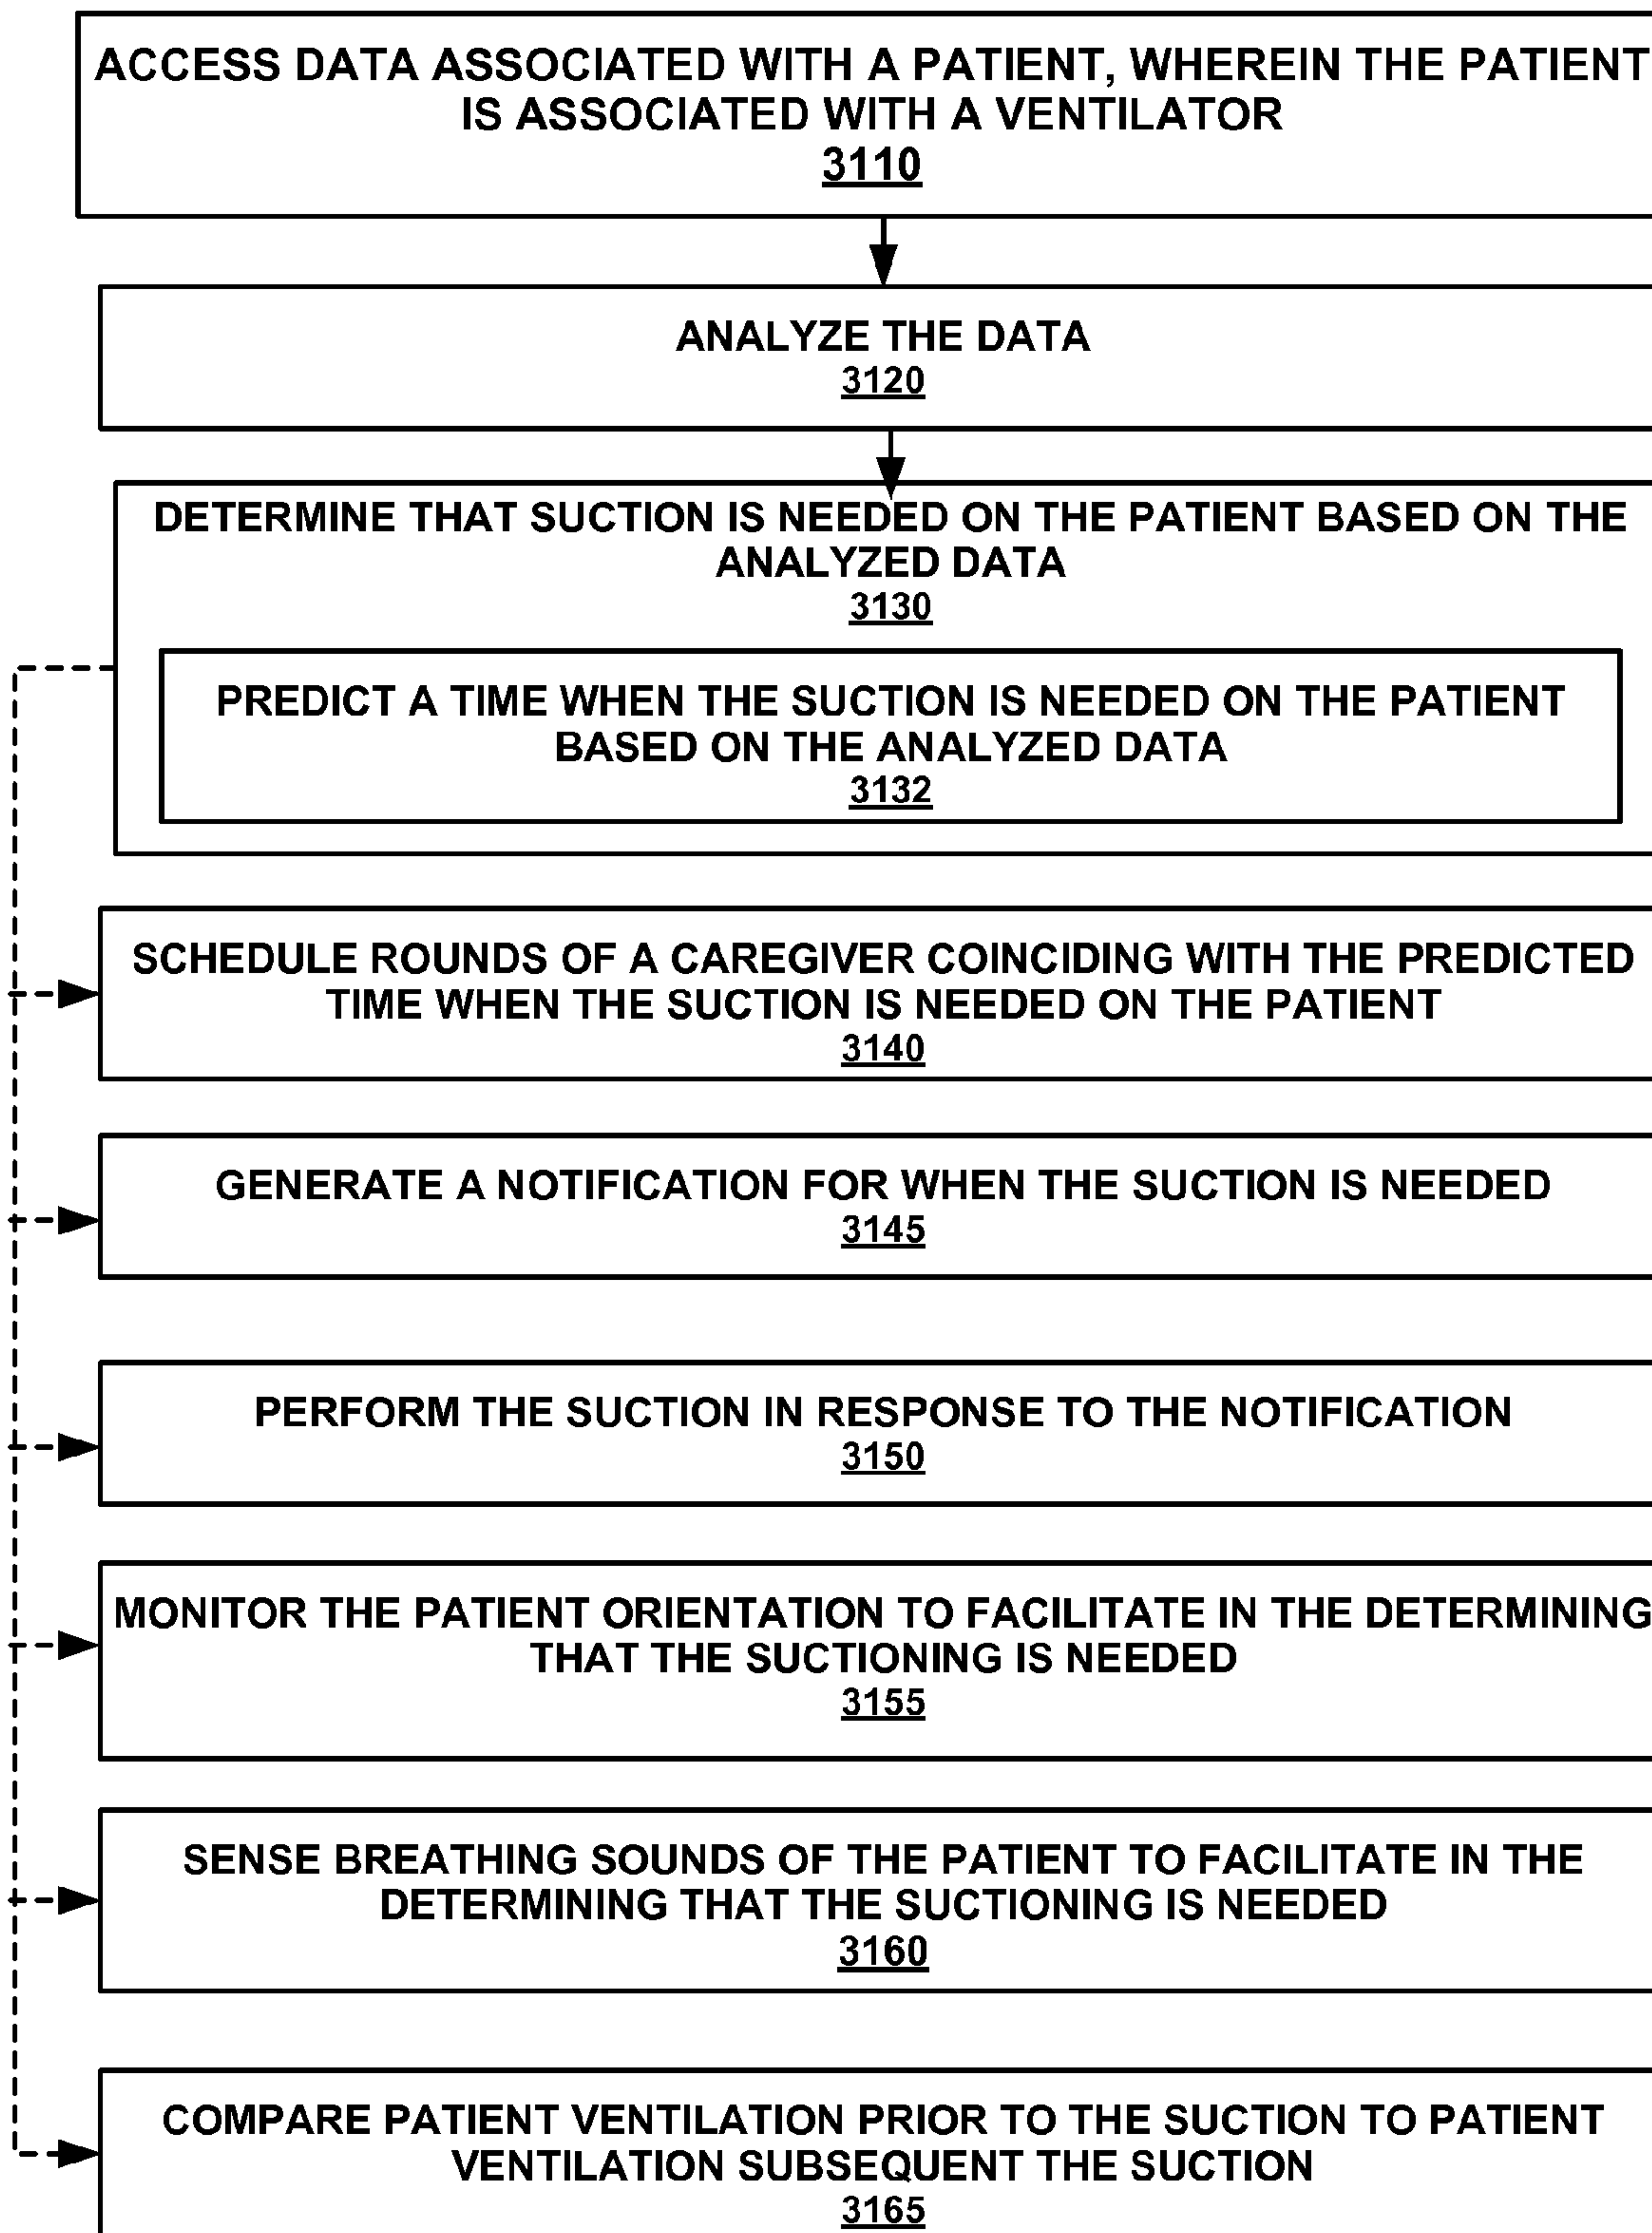 ACCESS DATA ASSOCIATED WITH A PATIENT, WHEREIN THE PATIENT
IS ASSOCIATED WITH A VENTILATOR
3110
ANALYZE THE DATA
3120
DETERMINE THAT SUCTION IS NEEDED ON THE PATIENT BASED ON THE
ANALYZED DATA
3130
PREDICT A TIME WHEN THE SUCTION IS NEEDED ON THE PATIENT
BASED ON THE ANALYZED DATA
3132
SCHEDULE ROUNDS OF A CAREGIVER COINCIDING WITH THE PREDICTED
TIME WHEN THE SUCTION IS NEEDED ON THE PATIENT
3140
GENERATE A NOTIFICATION FOR WHEN THE SUCTION IS NEEDED
3145
PERFORM THE SUCTION IN RESPONSE TO THE NOTIFICATION
3150
MONITOR THE PATIENT ORIENTATION TO FACILITATE IN THE DETERMINING
THAT THE SUCTIONING IS NEEDED
3155
SENSE BREATHING SOUNDS OF THE PATIENT TO FACILITATE IN THE
DETERMINING THAT THE SUCTIONING IS NEEDED
3160
COMPARE PATIENT VENTILATION PRIOR TO THE SUCTION TO PATIENT
VENTILATION SUBSEQUENT THE SUCTION
3165